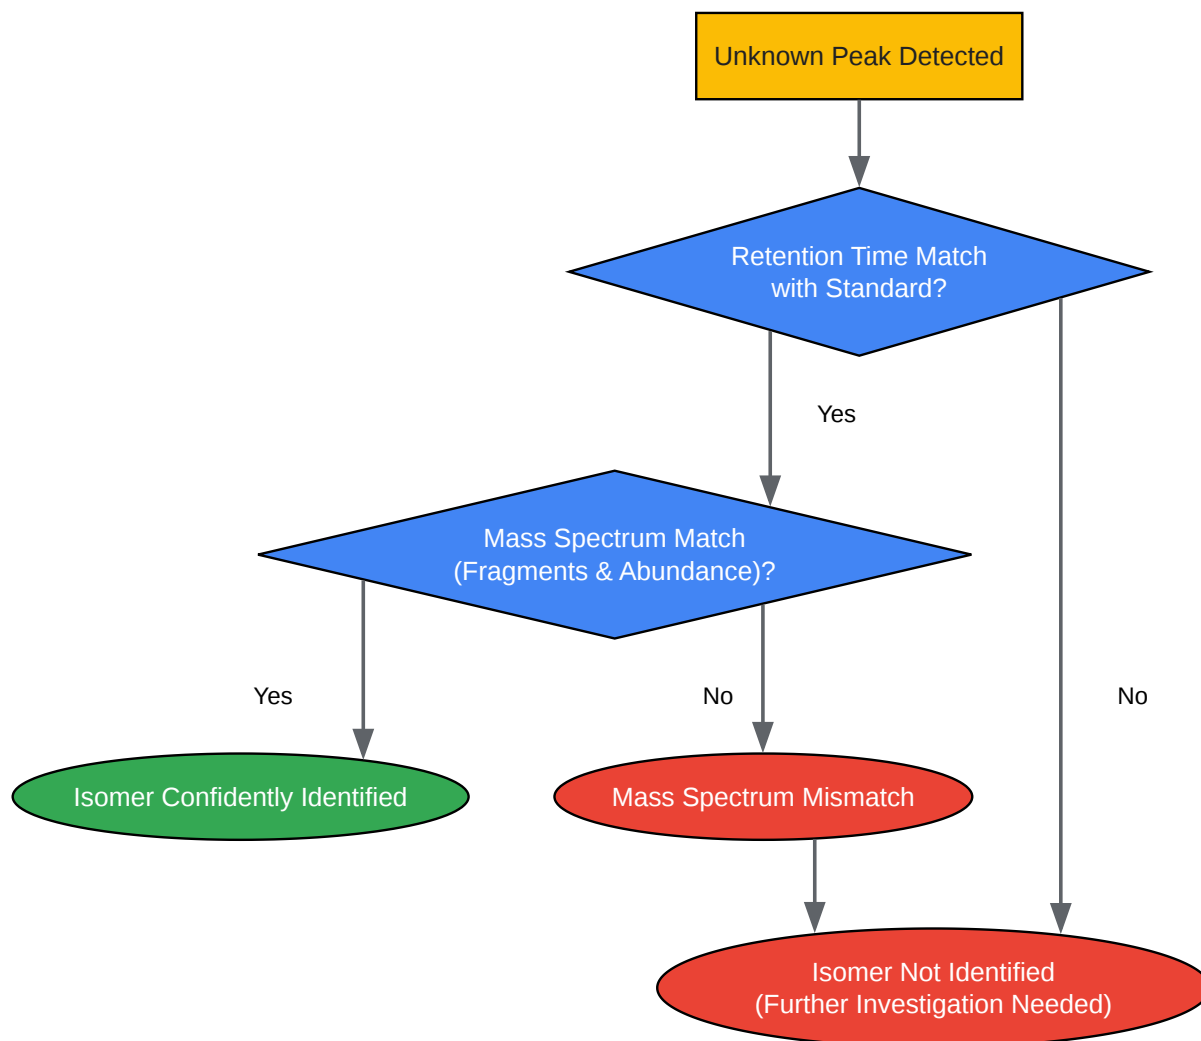 Unknown Peak Detected
Retention Time Match
with Standard?
Yes
Mass Spectrum Match
(Fragments & Abundance)?
Yes
No
No
Isomer Confidently Identified
Mass Spectrum Mismatch
Isomer Not Identified
(Further Investigation Needed)